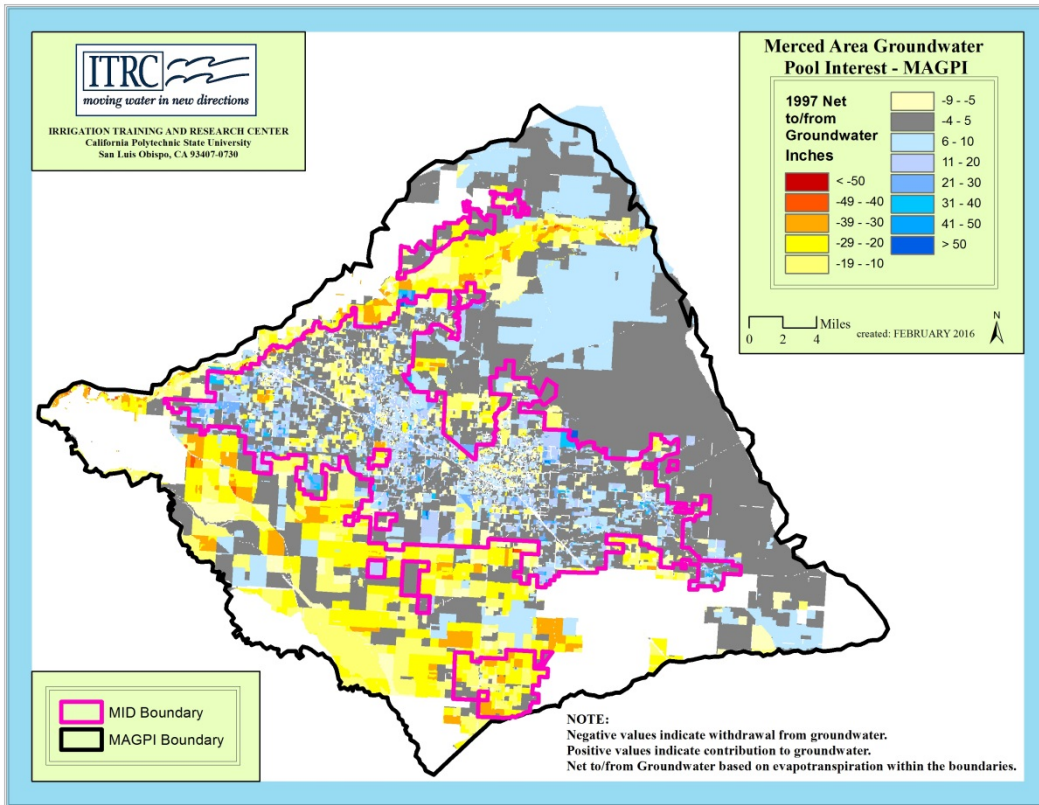 ITRC
moving water in new directions
IRRIGATION TRAINING AND RESEARCH CENTER
California Polytechnic State University
San Luis Obispo, CA 93407-0730
Merced Area Groundwater
Pool Interest - MAGPI
1997 Net
to/from
Groundwater
Inches
< -50
-49 - -40
-39 - -30
-29 - -20
-19 - -10
-9 - -5
-4 - 5
6 - 10
11 - 20
21 - 30
31 - 40
41 - 50
> 50
Miles
0 2 4
created: FEBRUARY 2016
N
MID Boundary
MAGPI Boundary
NOTE:
Negative values indicate withdrawal from groundwater.
Positive values indicate contribution to groundwater.
Net to/from Groundwater based on evapotranspiration within the boundaries.